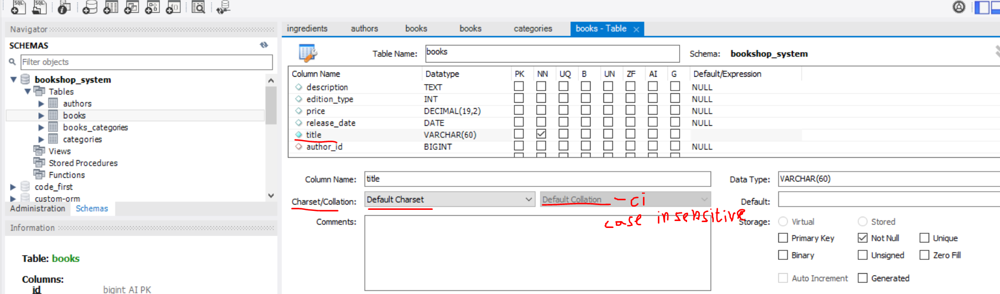 SQL SQL
Navigator
SCHEMAS
Filter objects
bookshop_system
Tables
authors
books
books_categories
categories
Views
Stored Procedures
Functions
code_first
custom-orm
Administration Schemas
Information
Table: books
Columns:
id bigint AI PK
ingredients authors books books categories books - Table
Table Name: books Schema: bookshop_system
Column Name Datatype PK NN UQ B UN ZF AI G Default/Expression
description TEXT NULL
edition_type INT NULL
price DECIMAL(19,2) NULL
release_date DATE NULL
title VARCHAR(60)
author_id BIGINT NULL
Column Name: title Data Type: VARCHAR(60)
Charset/Collation: Default Charset Default Collation - ci Default:
case insensitive
Comments: Storage: Virtual Stored
Primary Key Not Null Unique
Binary Unsigned Zero Fill
Auto Increment Generated